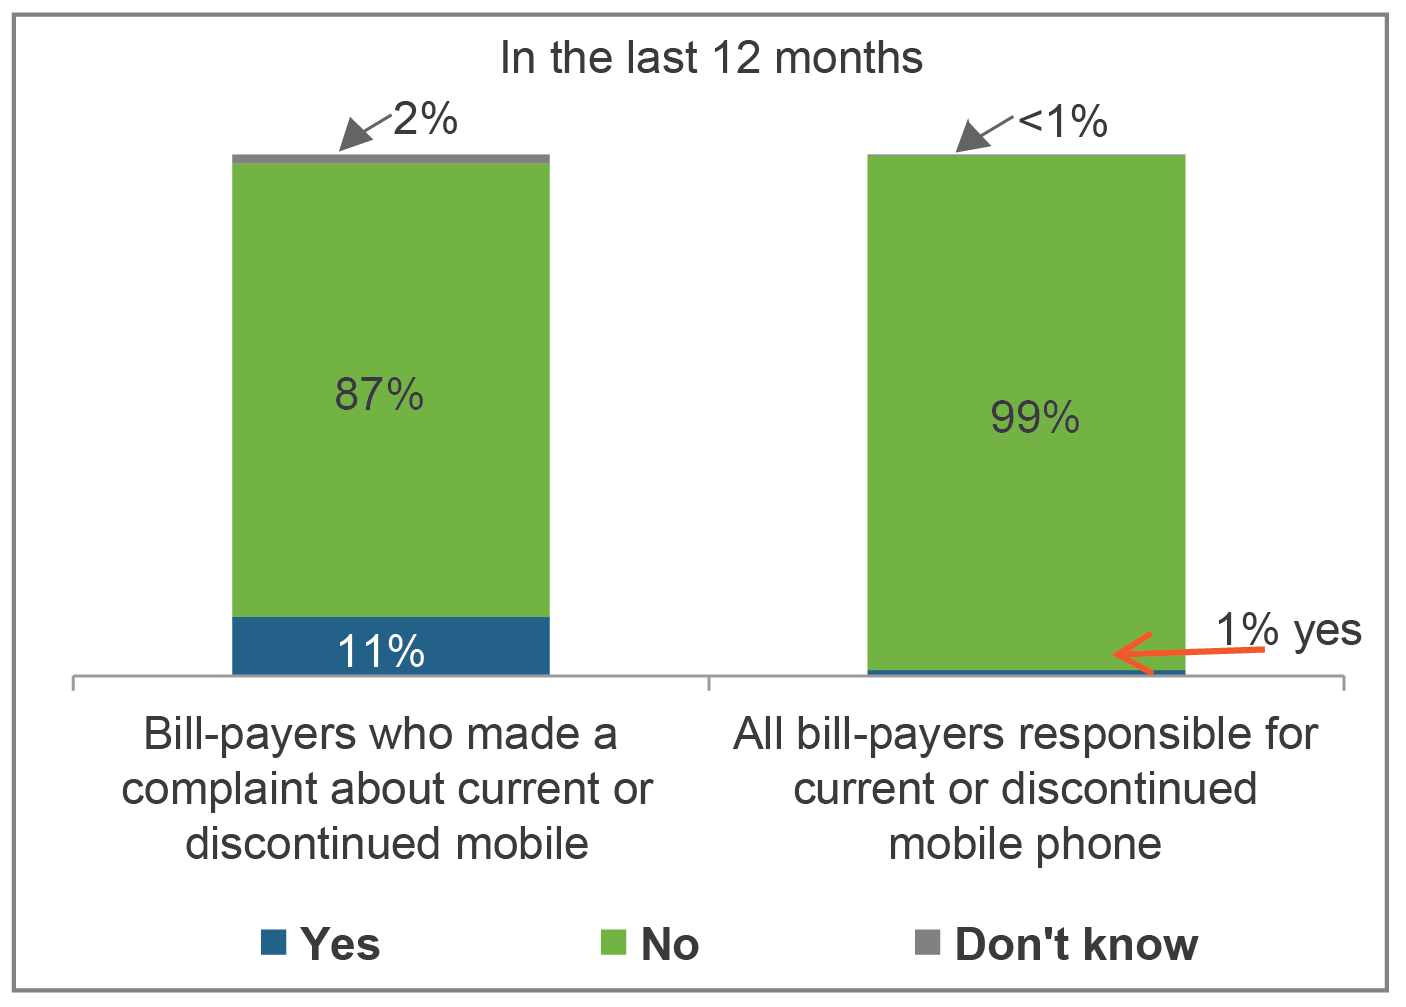 In the last 12 months
2%
<1%
87%
99%
1% yes
11%
Bill-payers who made a
complaint about current or
discontinued mobile
All bill-payers responsible for
current or discontinued
mobile phone
Yes
No
Don't know